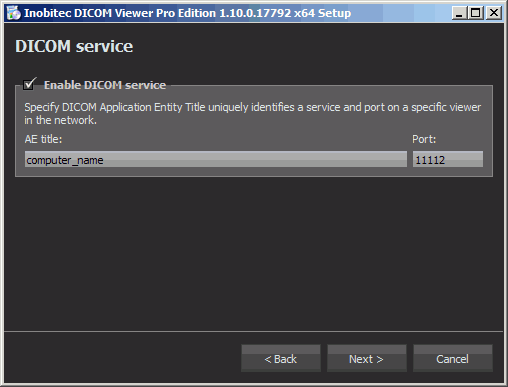 Inobitec DICOM Viewer Pro Edition 1.10.0.17792 x64 Setup
DICOM service
Enable DICOM service
Specify DICOM Application Entity Title uniquely identifies a service and port on a specific viewer
in the network.
AE title: Port:
computer_name 11112
< Back Next > Cancel